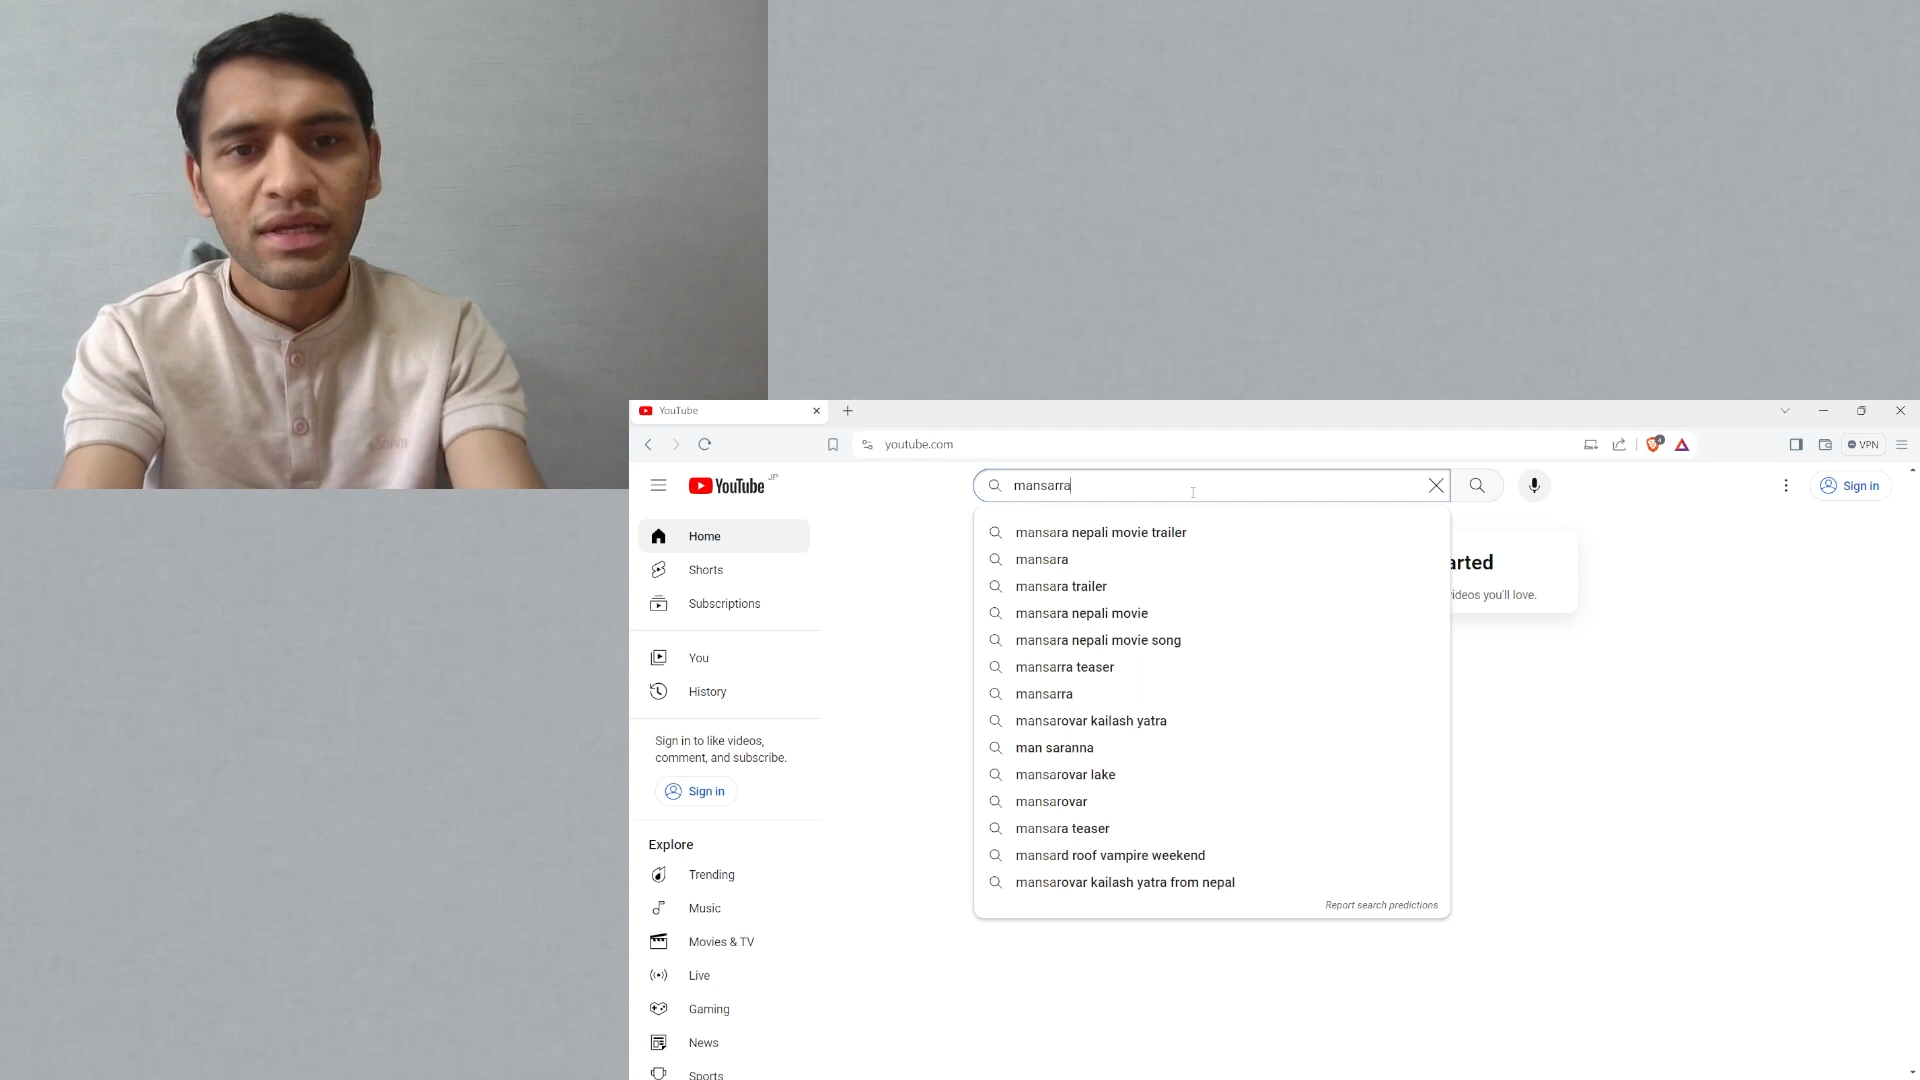 YouTube
youtube.com
VPN
YouTube JP
mansarra
Sign in
Home
Shorts
Subscriptions
You
History
Sign in to like videos,
comment, and subscribe.
Sign in
Explore
Trending
Music
Movies & TV
Live
Gaming
News
Sports
mansara nepali movie trailer
mansara
mansara trailer
mansara nepali movie
mansara nepali movie song
mansarra teaser
mansarra
mansarovar kailash yatra
man saranna
mansarovar lake
mansarovar
mansara teaser
mansard roof vampire weekend
mansarovar kailash yatra from nepal
Report search predictions
arted
videos you'll love.